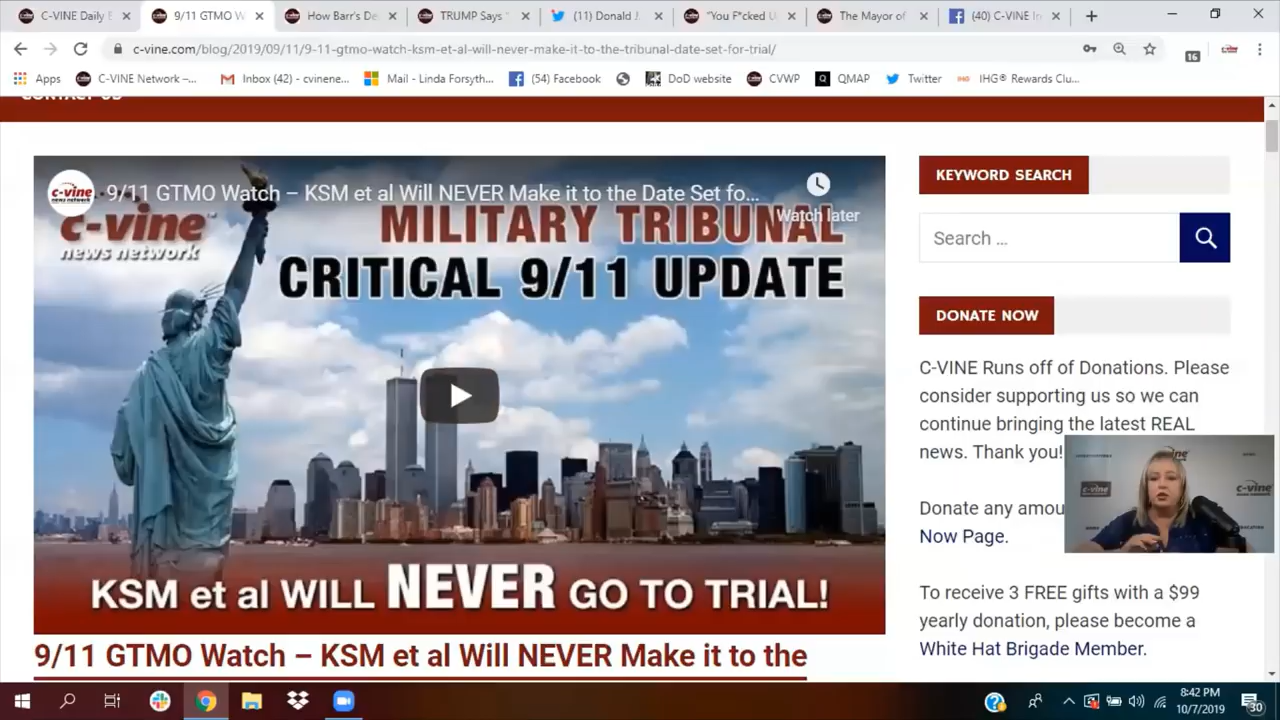 C-VINE Daily
9/11 GTMO W
How Barr's De
TRUMP Says "
(11) Donald J.
"You F*cked U
The Mayor of
(40) C-VINE In
c-vine.com/blog/2019/09/11/9-11-gtmo-watch-ksm-et-al-will-never-make-it-to-the-tribunal-date-set-for-trial/
16
Apps
C-VINE Network –...
Inbox (42) - cvinene...
Mail - Linda Forsyth...
(54) Facebook
DoD website
CVWP
QMAP
Twitter
IHG® Rewards Clu...
CONTACT US
9/11 GTMO Watch – KSM et al Will NEVER Make it to the Date Set fo...
Watch later
c-vine
news network
c-vine™
news network
MILITARY TRIBUNAL
CRITICAL 9/11 UPDATE
KSM et al WILL NEVER GO TO TRIAL!
9/11 GTMO Watch – KSM et al Will NEVER Make it to the
KEYWORD SEARCH
Search ...
DONATE NOW
C-VINE Runs off of Donations. Please
consider supporting us so we can
continue bringing the latest REAL
news. Thank you!
Donate any amou
Now Page.
To receive 3 FREE gifts with a $99
yearly donation, please become a
White Hat Brigade Member.
c-vine
c-vine
8:42 PM
10/7/2019
30